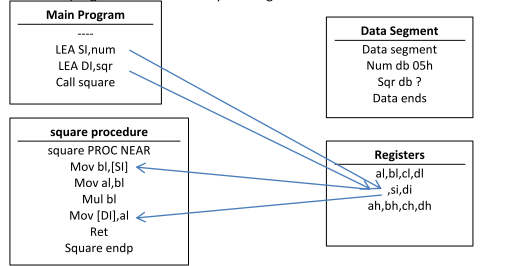 Main Program
----
LEA SI,num
LEA DI,sqr
Call square
Data Segment
Data segment
Num db 05h
Sqr db ?
Data ends
square procedure
square PROC NEAR
Mov bl,[SI]
Mov al,bl
Mul bl
Mov [DI],al
Ret
Square endp
Registers
al,bl,cl,dl
,si,di
ah,bh,ch,dh